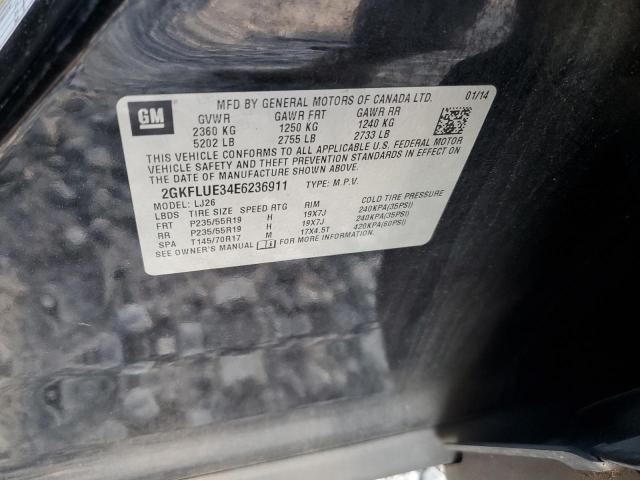 GM
MFD BY GENERAL MOTORS OF CANADA LTD. 01/14
GVWR GAWR FRT GAWR RR
2360 KG 1250 KG 1240 KG
5202 LB 2755 LB 2733 LB
THIS VEHICLE CONFORMS TO ALL APPLICABLE U.S. FEDERAL MOTOR
VEHICLE SAFETY AND THEFT PREVENTION STANDARDS IN EFFECT ON
THE DATE OF MANUFACTURE SHOWN ABOVE.
2GKFLUE34E6236911 TYPE: M.P.V.
MODEL: LJ26
LBDS TIRE SIZE SPEED RTG RIM COLD TIRE PRESSURE
FRT P235/55R19 H 19X7J 240KPA(35PSI)
RR P235/55R19 H 19X7J 240KPA(35PSI)
SPA T145/70R17 M 17X4.5T 420KPA(60PSI)
SEE OWNER'S MANUAL FOR MORE INFORMATION.